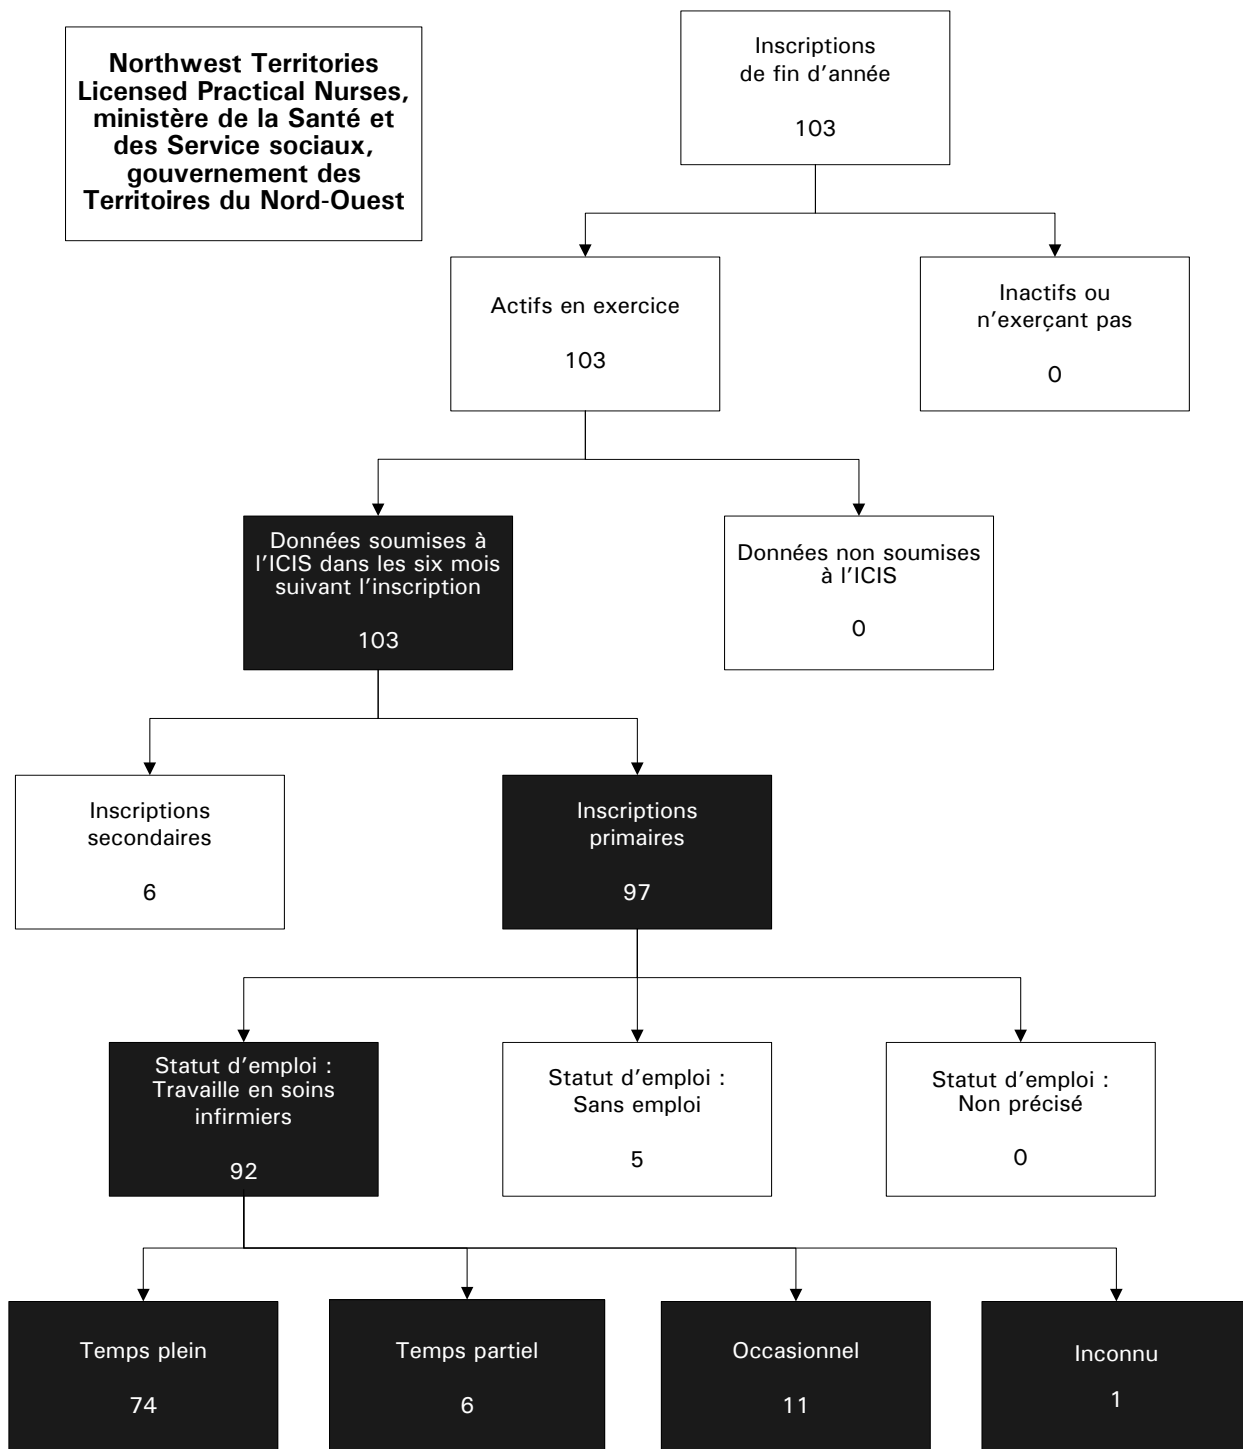 Northwest Territories
Licensed Practical Nurses,
ministère de la Santé et
des Service sociaux,
gouvernement des
Territoires du Nord-Ouest
Inscriptions
de fin d'année
103
Actifs en exercice
103
Inactifs ou
n'exerçant pas
0
Données soumises à
l'ICIS dans les six mois
suivant l'inscription
103
Données non soumises
à l'ICIS
0
Inscriptions
secondaires
6
Inscriptions
primaires
97
Statut d'emploi :
Travaille en soins
infirmiers
92
Statut d'emploi :
Sans emploi
5
Statut d'emploi :
Non précisé
0
Temps plein
74
Temps partiel
6
Occasionnel
11
Inconnu
1